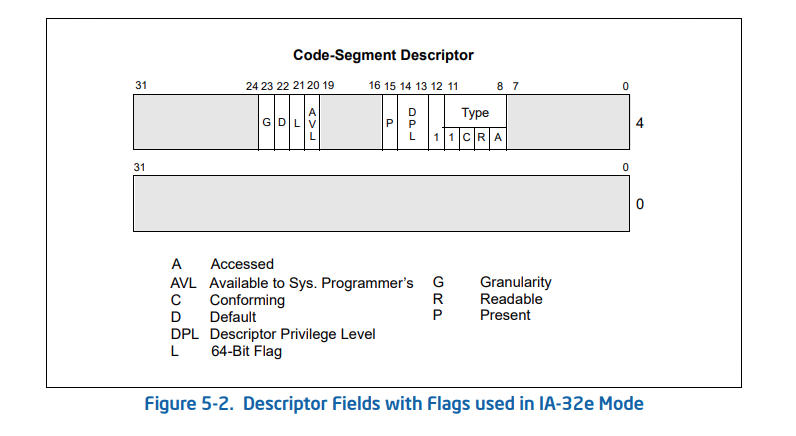 Code-Segment Descriptor
31 24 23 22 21 20 19 16 15 14 13 12 11 8 7 0
G D L AVL P DPL Type 4
1 1 C R A
31 0
0
A Accessed
AVL Available to Sys. Programmer's G Granularity
C Conforming R Readable
D Default P Present
DPL Descriptor Privilege Level
L 64-Bit Flag
Figure 5-2. Descriptor Fields with Flags used in IA-32e Mode